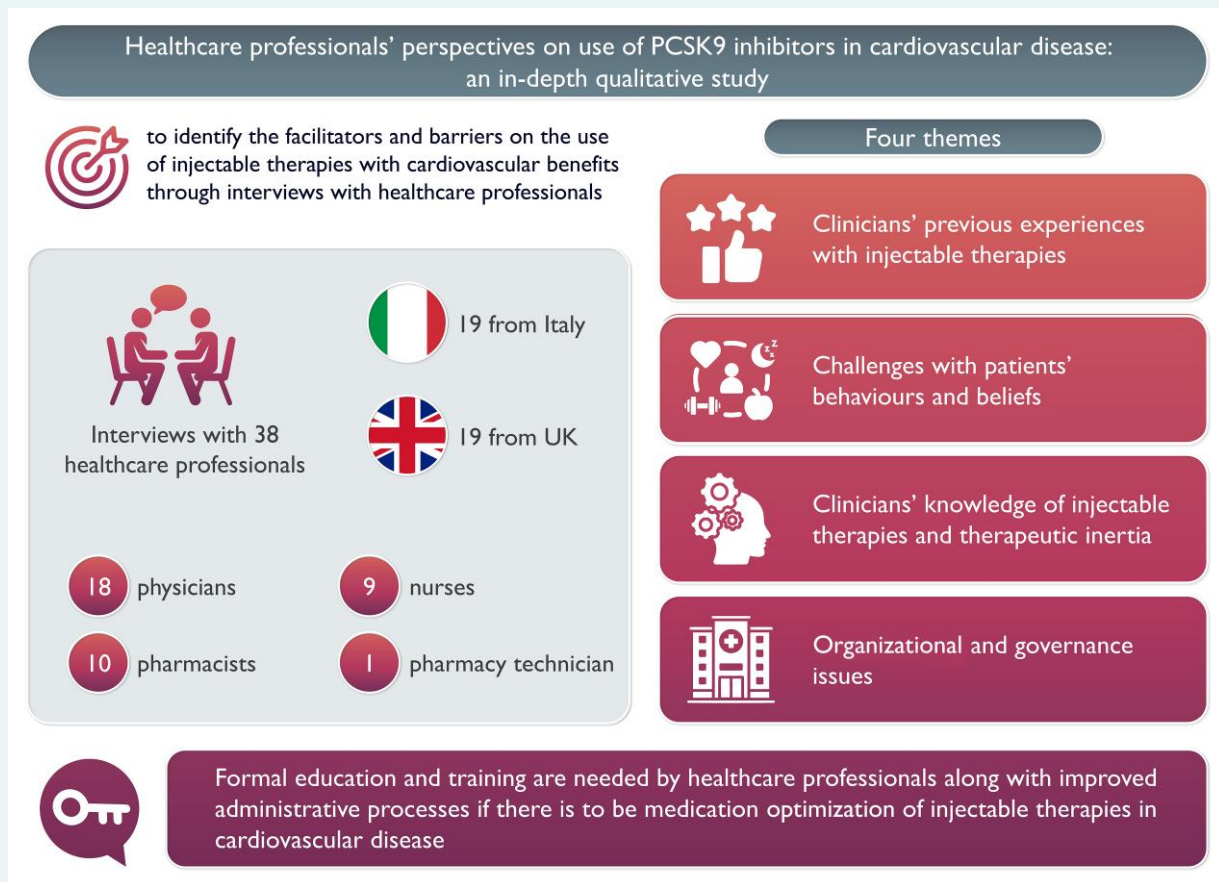 Healthcare professionals’ perspectives on use of PCSK9 inhibitors in cardiovascular disease:
an in-depth qualitative study
to identify the facilitators and barriers on the use
of injectable therapies with cardiovascular benefits
through interviews with healthcare professionals
Interviews with 38
healthcare professionals
19 from Italy
19 from UK
18 physicians
9 nurses
10 pharmacists
1 pharmacy technician
Four themes
Clinicians’ previous experiences
with injectable therapies
Challenges with patients’
behaviours and beliefs
Clinicians’ knowledge of injectable
therapies and therapeutic inertia
Organizational and governance
issues
Formal education and training are needed by healthcare professionals along with improved
administrative processes if there is to be medication optimization of injectable therapies in
cardiovascular disease